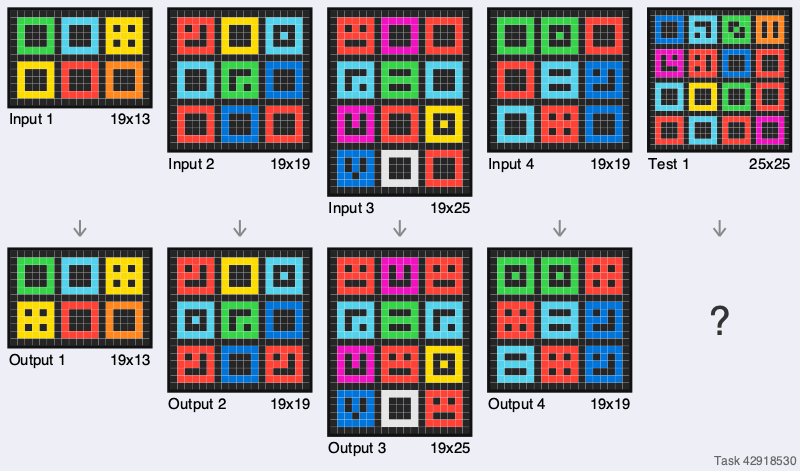 Input 1 19x13
Input 2 19x19
Input 3 19x25
Input 4 19x19
Test 1 25x25
Output 1 19x13
Output 2 19x19
Output 3 19x25
Output 4 19x19
?
Task 42918530